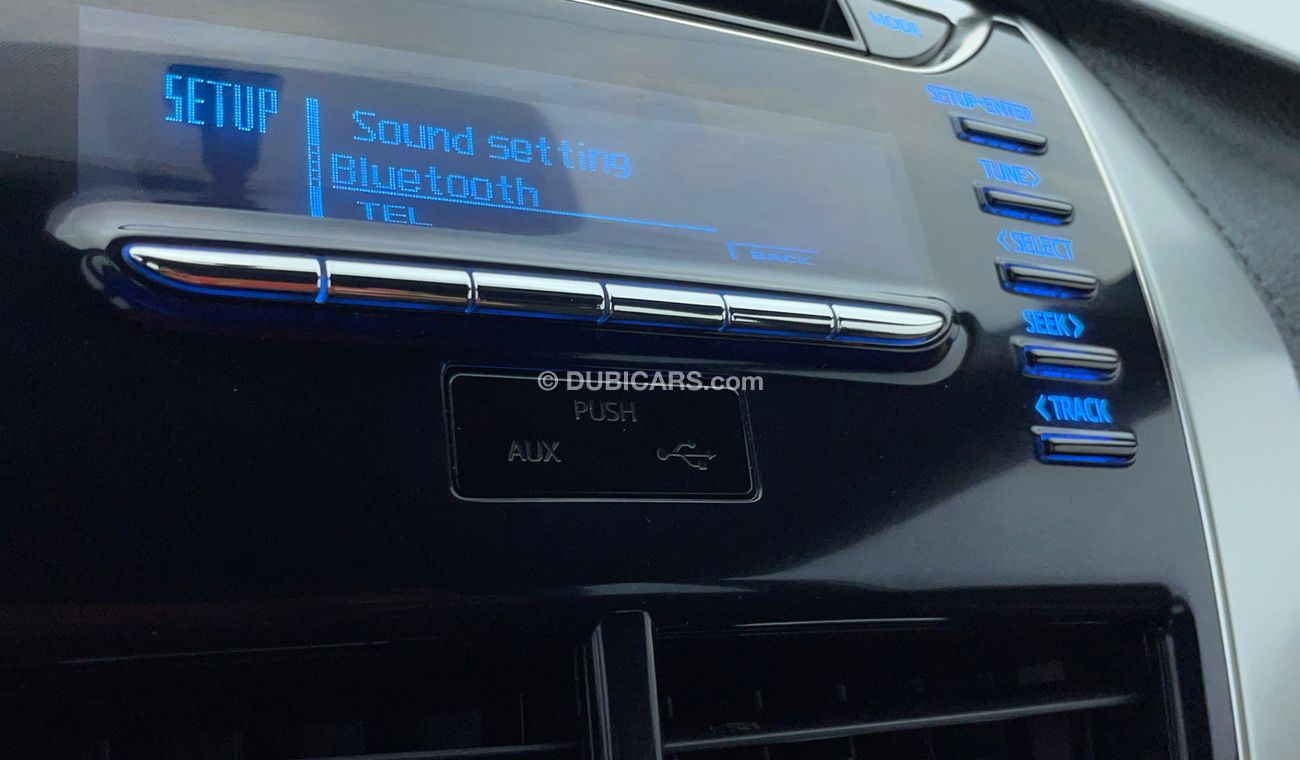 MODE
SETUP
Sound setting
Bluetooth
TEL
BACK
SETUP•ENTER
TUNE>
<SELECT
SEEK>
<TRACK
© DUBICARS.com
PUSH
AUX